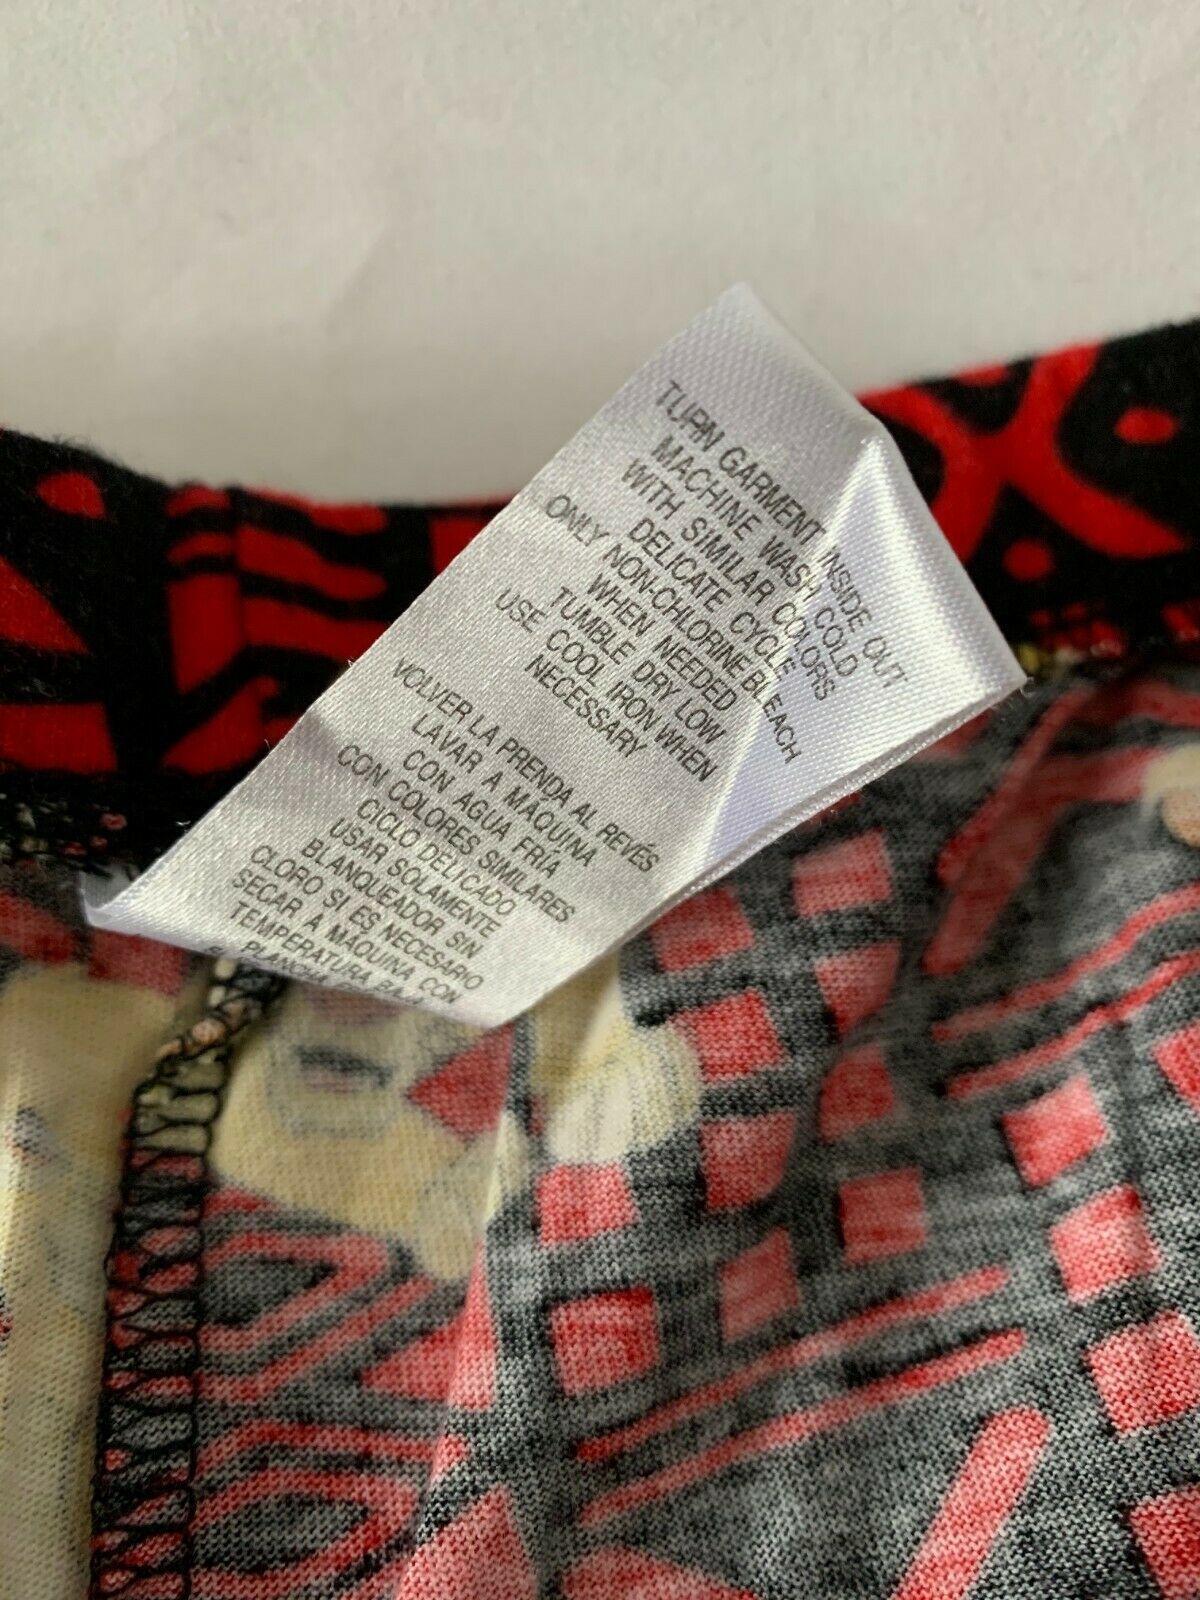 TURN GARMENT INSIDE OUT
MACHINE WASH COLD
WITH SIMILAR COLORS
DELICATE CYCLE
ONLY NON-CHLORINE BLEACH
WHEN NEEDED
TUMBLE DRY LOW
USE COOL IRON WHEN
NECESSARY
VOLVER LA PRENDA AL REVÉS
LAVAR A MÁQUINA
CON AGUA FRÍA
CON COLORES SIMILARES
CICLO DELICADO
USAR SOLAMENTE
BLANQUEADOR SIN
CLORO SI ES NECESARIO
SECAR A MÁQUINA CON
TEMPERATURA BAJA